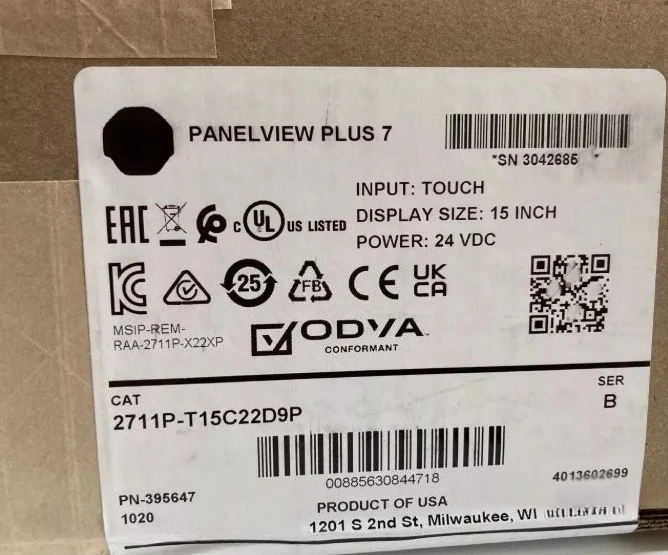 PANELVIEW PLUS 7
*SN 3042685 *
INPUT: TOUCH
DISPLAY SIZE: 15 INCH
POWER: 24 VDC
EAC
C UL US LISTED
25
FB
CE
UK
CA
MSIP-REM-
RAA-2711P-X22XP
ODVA
CONFORMANT
CAT
2711P-T15C22D9P
SER
B
00885630844718
PN-395647
1020
4013602699
PRODUCT OF USA
1201 S 2nd St, Milwaukee, WI